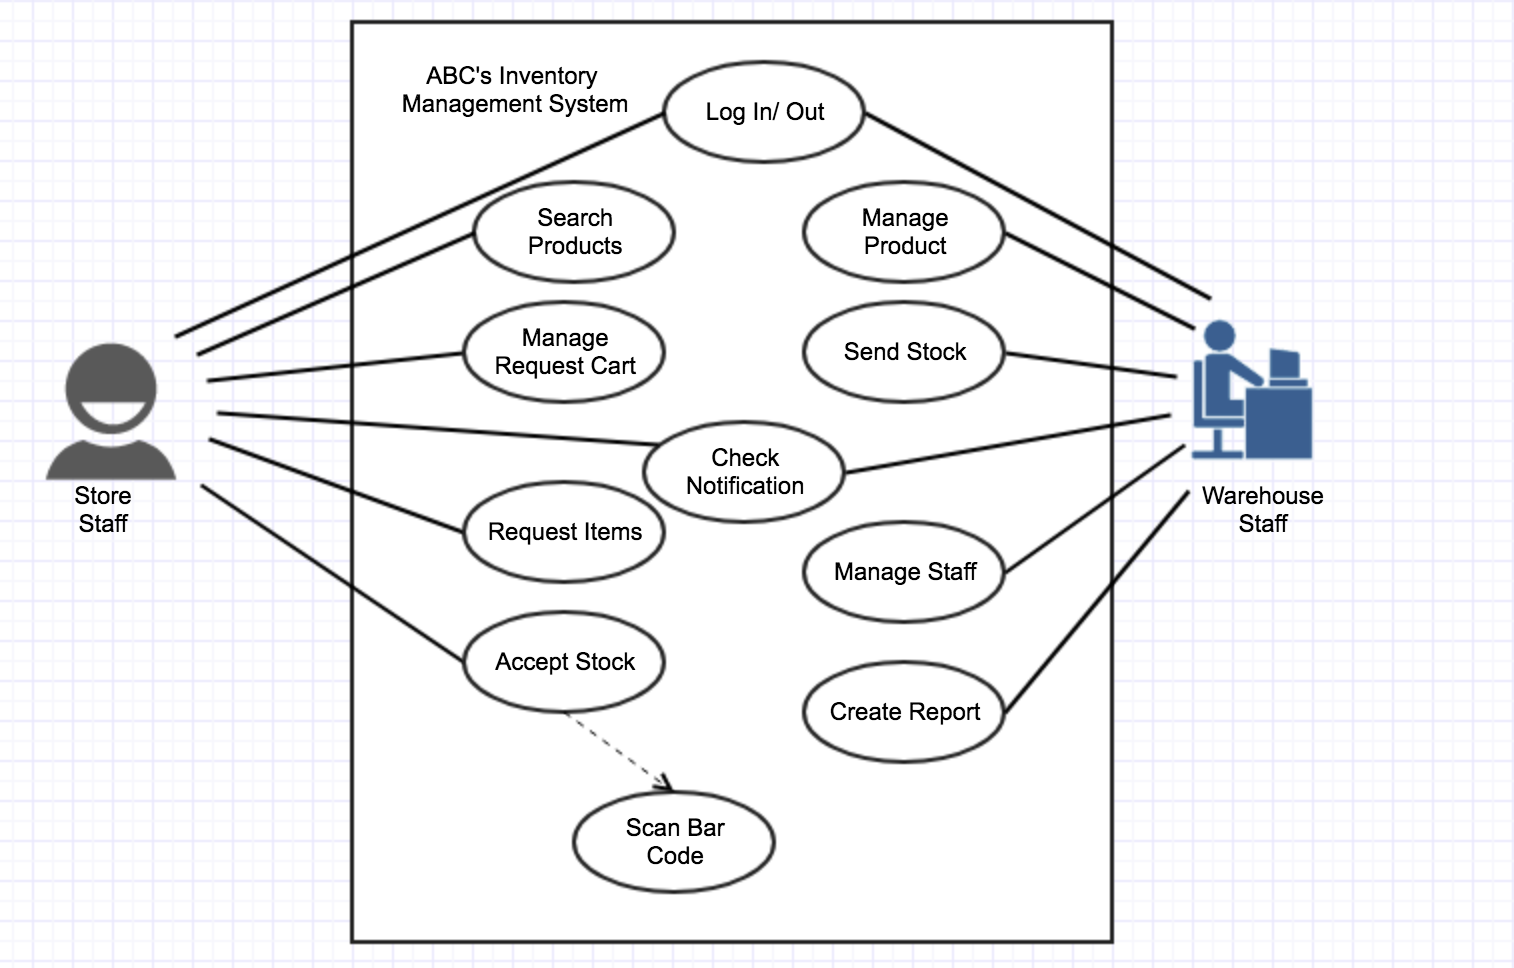 ABC's Inventory
Management System
Log In/ Out
Search
Products
Manage
Product
Manage
Request Cart
Send Stock
Check
Notification
Store
Staff
Warehouse
Staff
Request Items
Manage Staff
Accept Stock
Create Report
Scan Bar
Code